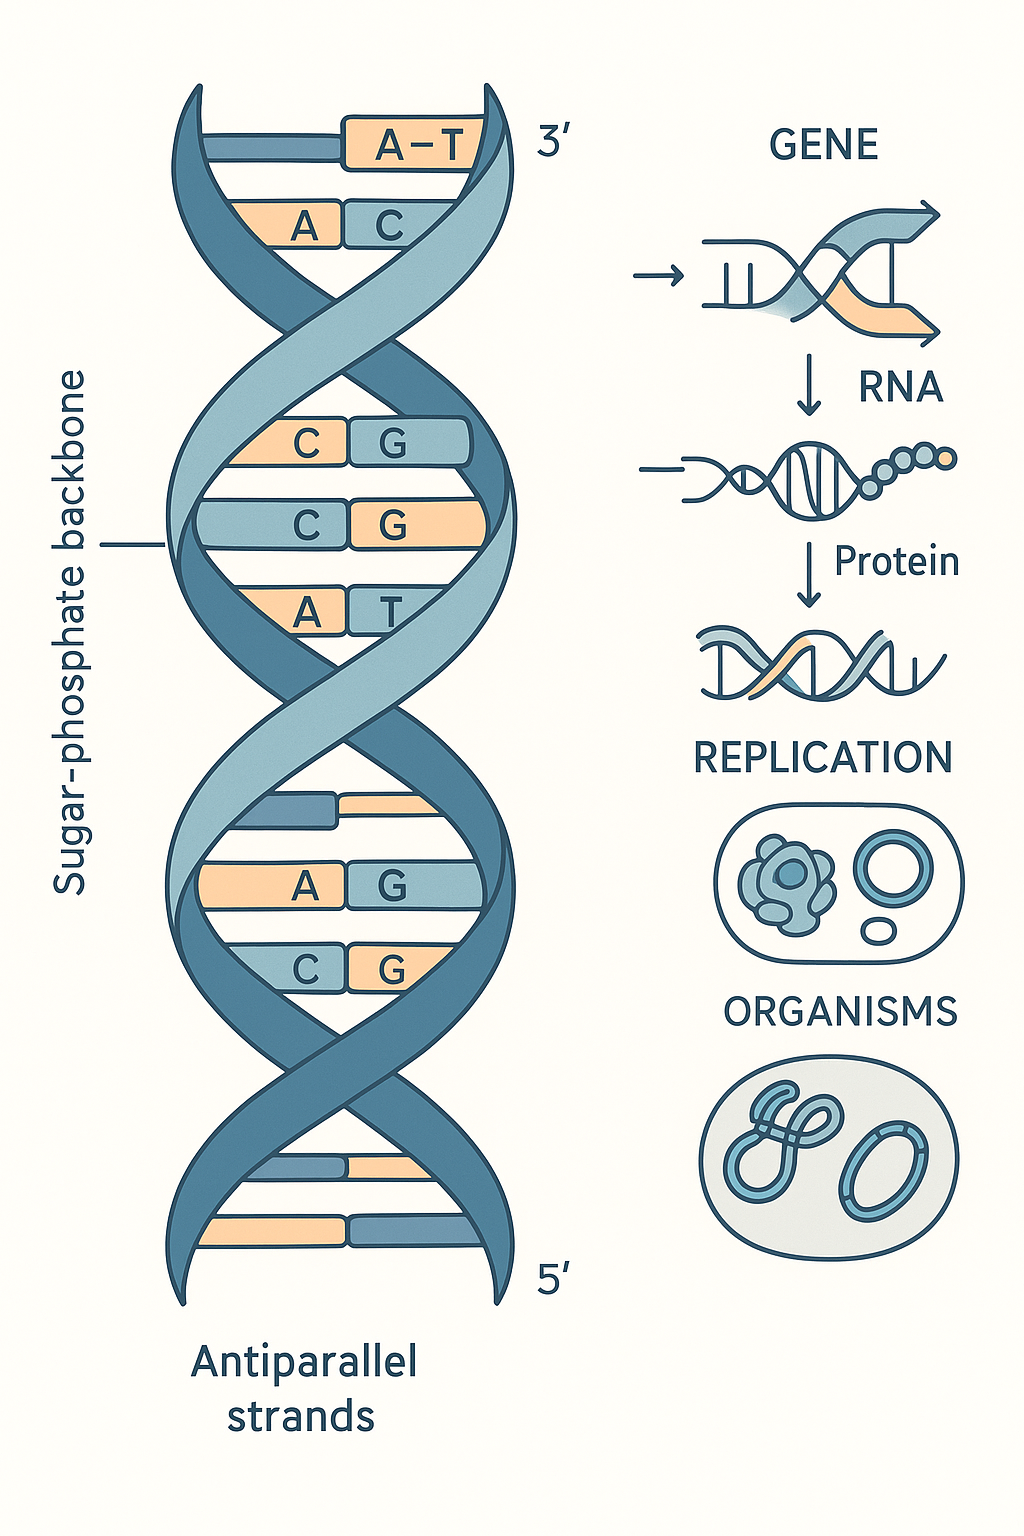 A–T
3′
A C
C G
C G
A T
A G
C G
5′
Sugar-phosphate backbone
Antiparallel
strands
GENE
RNA
Protein
REPLICATION
ORGANISMS